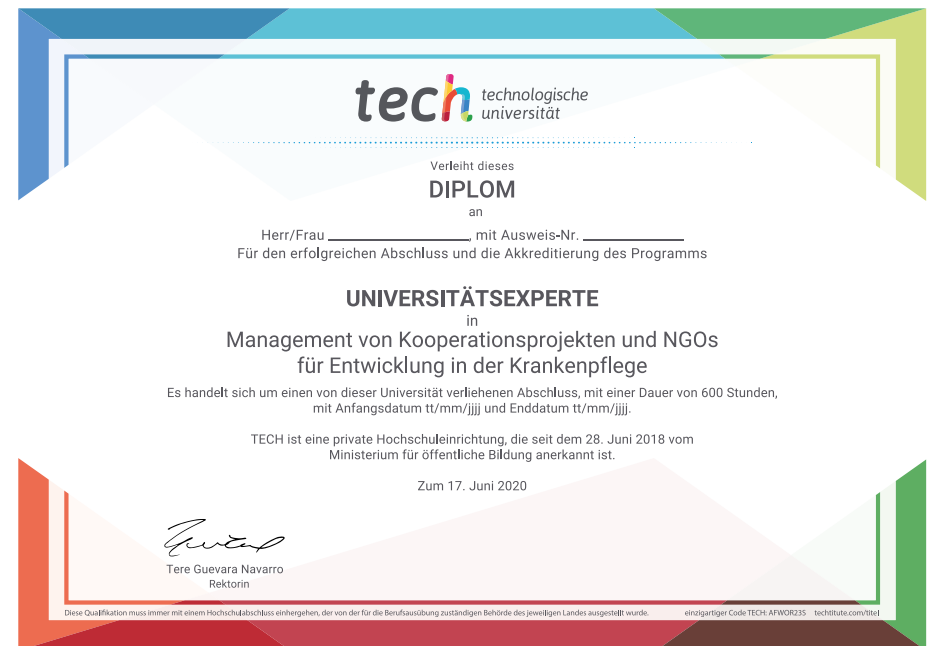 tech technologische
universität
Verleiht dieses
DIPLOM
an
Herr/Frau ____________________, mit Ausweis-Nr. ______________
Für den erfolgreichen Abschluss und die Akkreditierung des Programms
UNIVERSITÄTSEXPERTE
in
Management von Kooperationsprojekten und NGOs
für Entwicklung in der Krankenpflege
Es handelt sich um einen von dieser Universität verliehenen Abschluss, mit einer Dauer von 600 Stunden,
mit Anfangsdatum tt/mm/jjjj und Enddatum tt/mm/jjjj.
TECH ist eine private Hochschuleinrichtung, die seit dem 28. Juni 2018 vom
Ministerium für öffentliche Bildung anerkannt ist.
Zum 17. Juni 2020
Tere Guevara Navarro
Rektorin
Diese Qualifikation muss immer mit einem Hochschulabschluss einhergehen, der von der für die Berufsausübung zuständigen Behörde des jeweiligen Landes ausgestellt wurde. einzigartiger Code TECH: AFWOR235 techtitute.com/titel